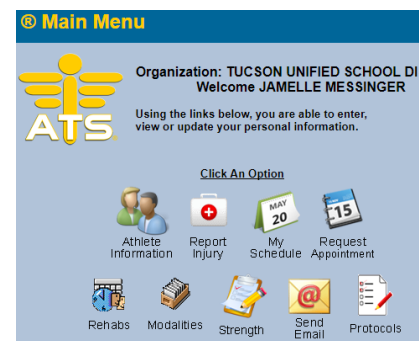 ® Main Menu
Organization: TUCSON UNIFIED SCHOOL DI
Welcome JAMELLE MESSINGER
Using the links below, you are able to enter,
view or update your personal information.
ATS
Click An Option
MAY
20
15
Athlete Information
Report Injury
My Schedule
Request Appointment
@
Rehabs
Modalities
Strength
Send Email
Protocols